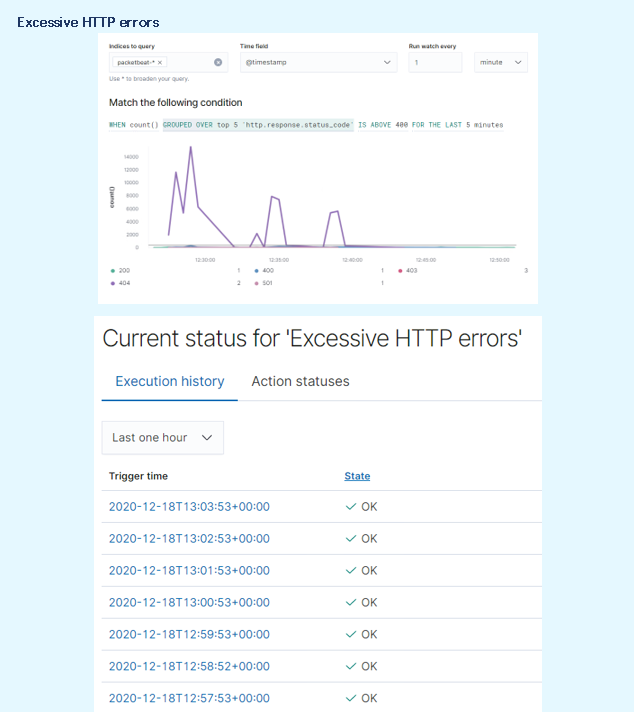 Excessive HTTP errors
Indices to query Time field Run watch every
packetbeat-* × @timestamp 1 minute
Use * to broaden your query.
Match the following condition
WHEN count() GROUPED OVER top 5 'http.response.status_code' IS ABOVE 400 FOR THE LAST 5 minutes
14000
12000
10000
8000
6000
4000
2000
0
count()
12:30:00 12:35:00 12:40:00 12:45:00 12:50:00
200 1 400 1 403 3
404 2 501 1
Current status for 'Excessive HTTP errors'
Execution history Action statuses
Last one hour
Trigger time State
2020-12-18T13:03:53+00:00 OK
2020-12-18T13:02:53+00:00 OK
2020-12-18T13:01:53+00:00 OK
2020-12-18T13:00:53+00:00 OK
2020-12-18T12:59:53+00:00 OK
2020-12-18T12:58:52+00:00 OK
2020-12-18T12:57:53+00:00 OK